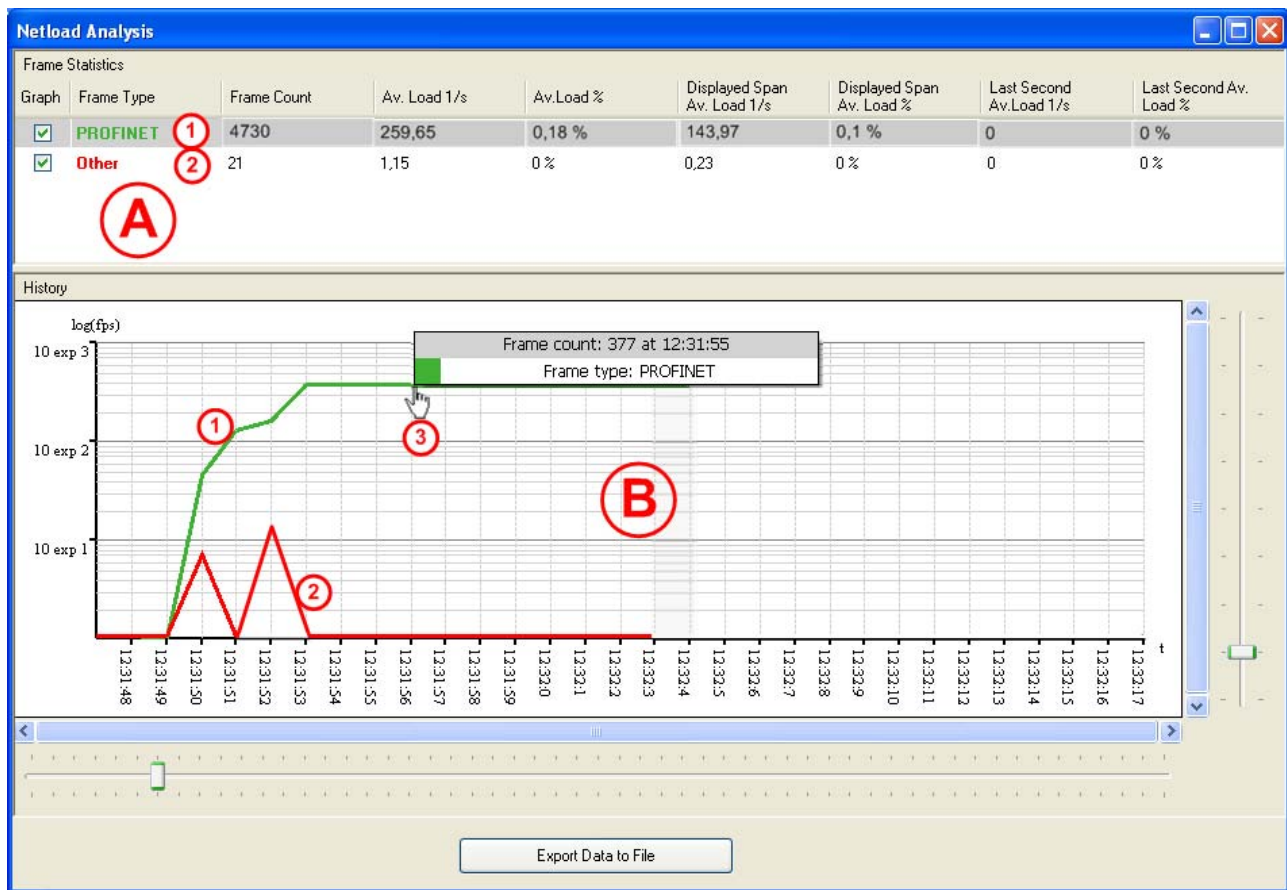 Netload Analysis
Frame Statistics
Graph Frame Type Frame Count Av. Load 1/s Av.Load % Displayed Span Av. Load 1/s Displayed Span Av. Load % Last Second Av.Load 1/s Last Second Av. Load %
PROFINET 1 4730 259,65 0,18 % 143,97 0,1 % 0 0 %
Other 2 21 1,15 0 % 0,23 0 % 0 0 %
A
History
log(fps)
10 exp 3
Frame count: 377 at 12:31:55
Frame type: PROFINET
1
3
10 exp 2
B
10 exp 1
2
t
12:31:48
12:31:49
12:31:50
12:31:51
12:31:52
12:31:53
12:31:54
12:31:55
12:31:56
12:31:57
12:31:58
12:31:59
12:32:0
12:32:1
12:32:2
12:32:3
12:32:4
12:32:5
12:32:6
12:32:7
12:32:8
12:32:9
12:32:10
12:32:11
12:32:12
12:32:13
12:32:14
12:32:15
12:32:16
12:32:17
Export Data to File